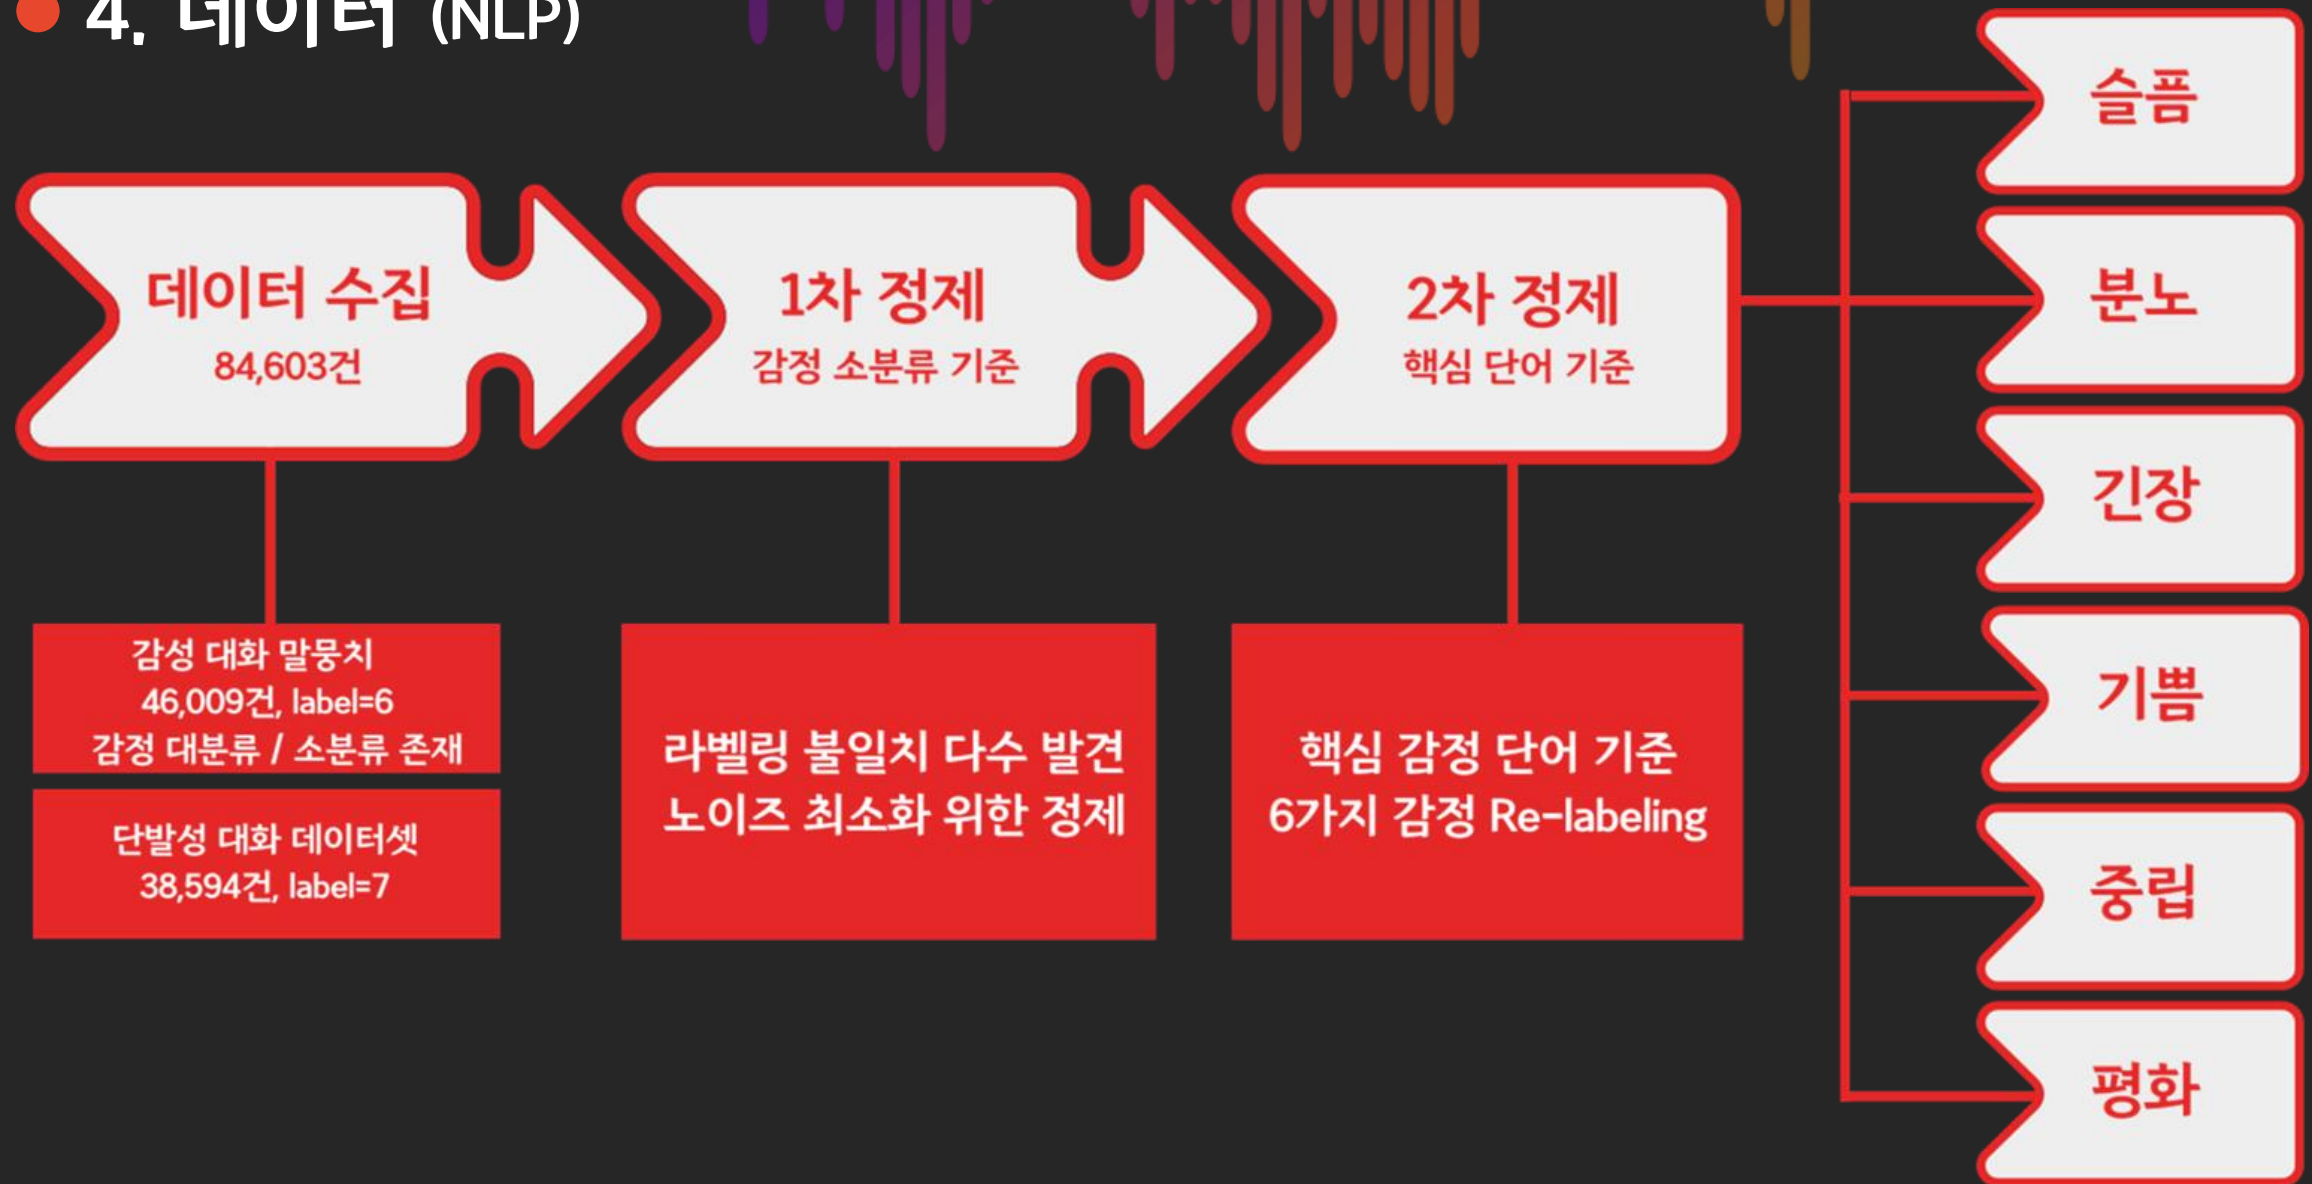 4. 데이터 (NLP)
데이터 수집
84,603건
1차 정제
감정 소분류 기준
2차 정제
핵심 단어 기준
감성 대화 말뭉치
46,009건, label=6
감정 대분류 / 소분류 존재
단발성 대화 데이터셋
38,594건, label=7
라벨링 불일치 다수 발견
노이즈 최소화 위한 정제
핵심 감정 단어 기준
6가지 감정 Re-labeling
슬픔
분노
긴장
기쁨
중립
평화